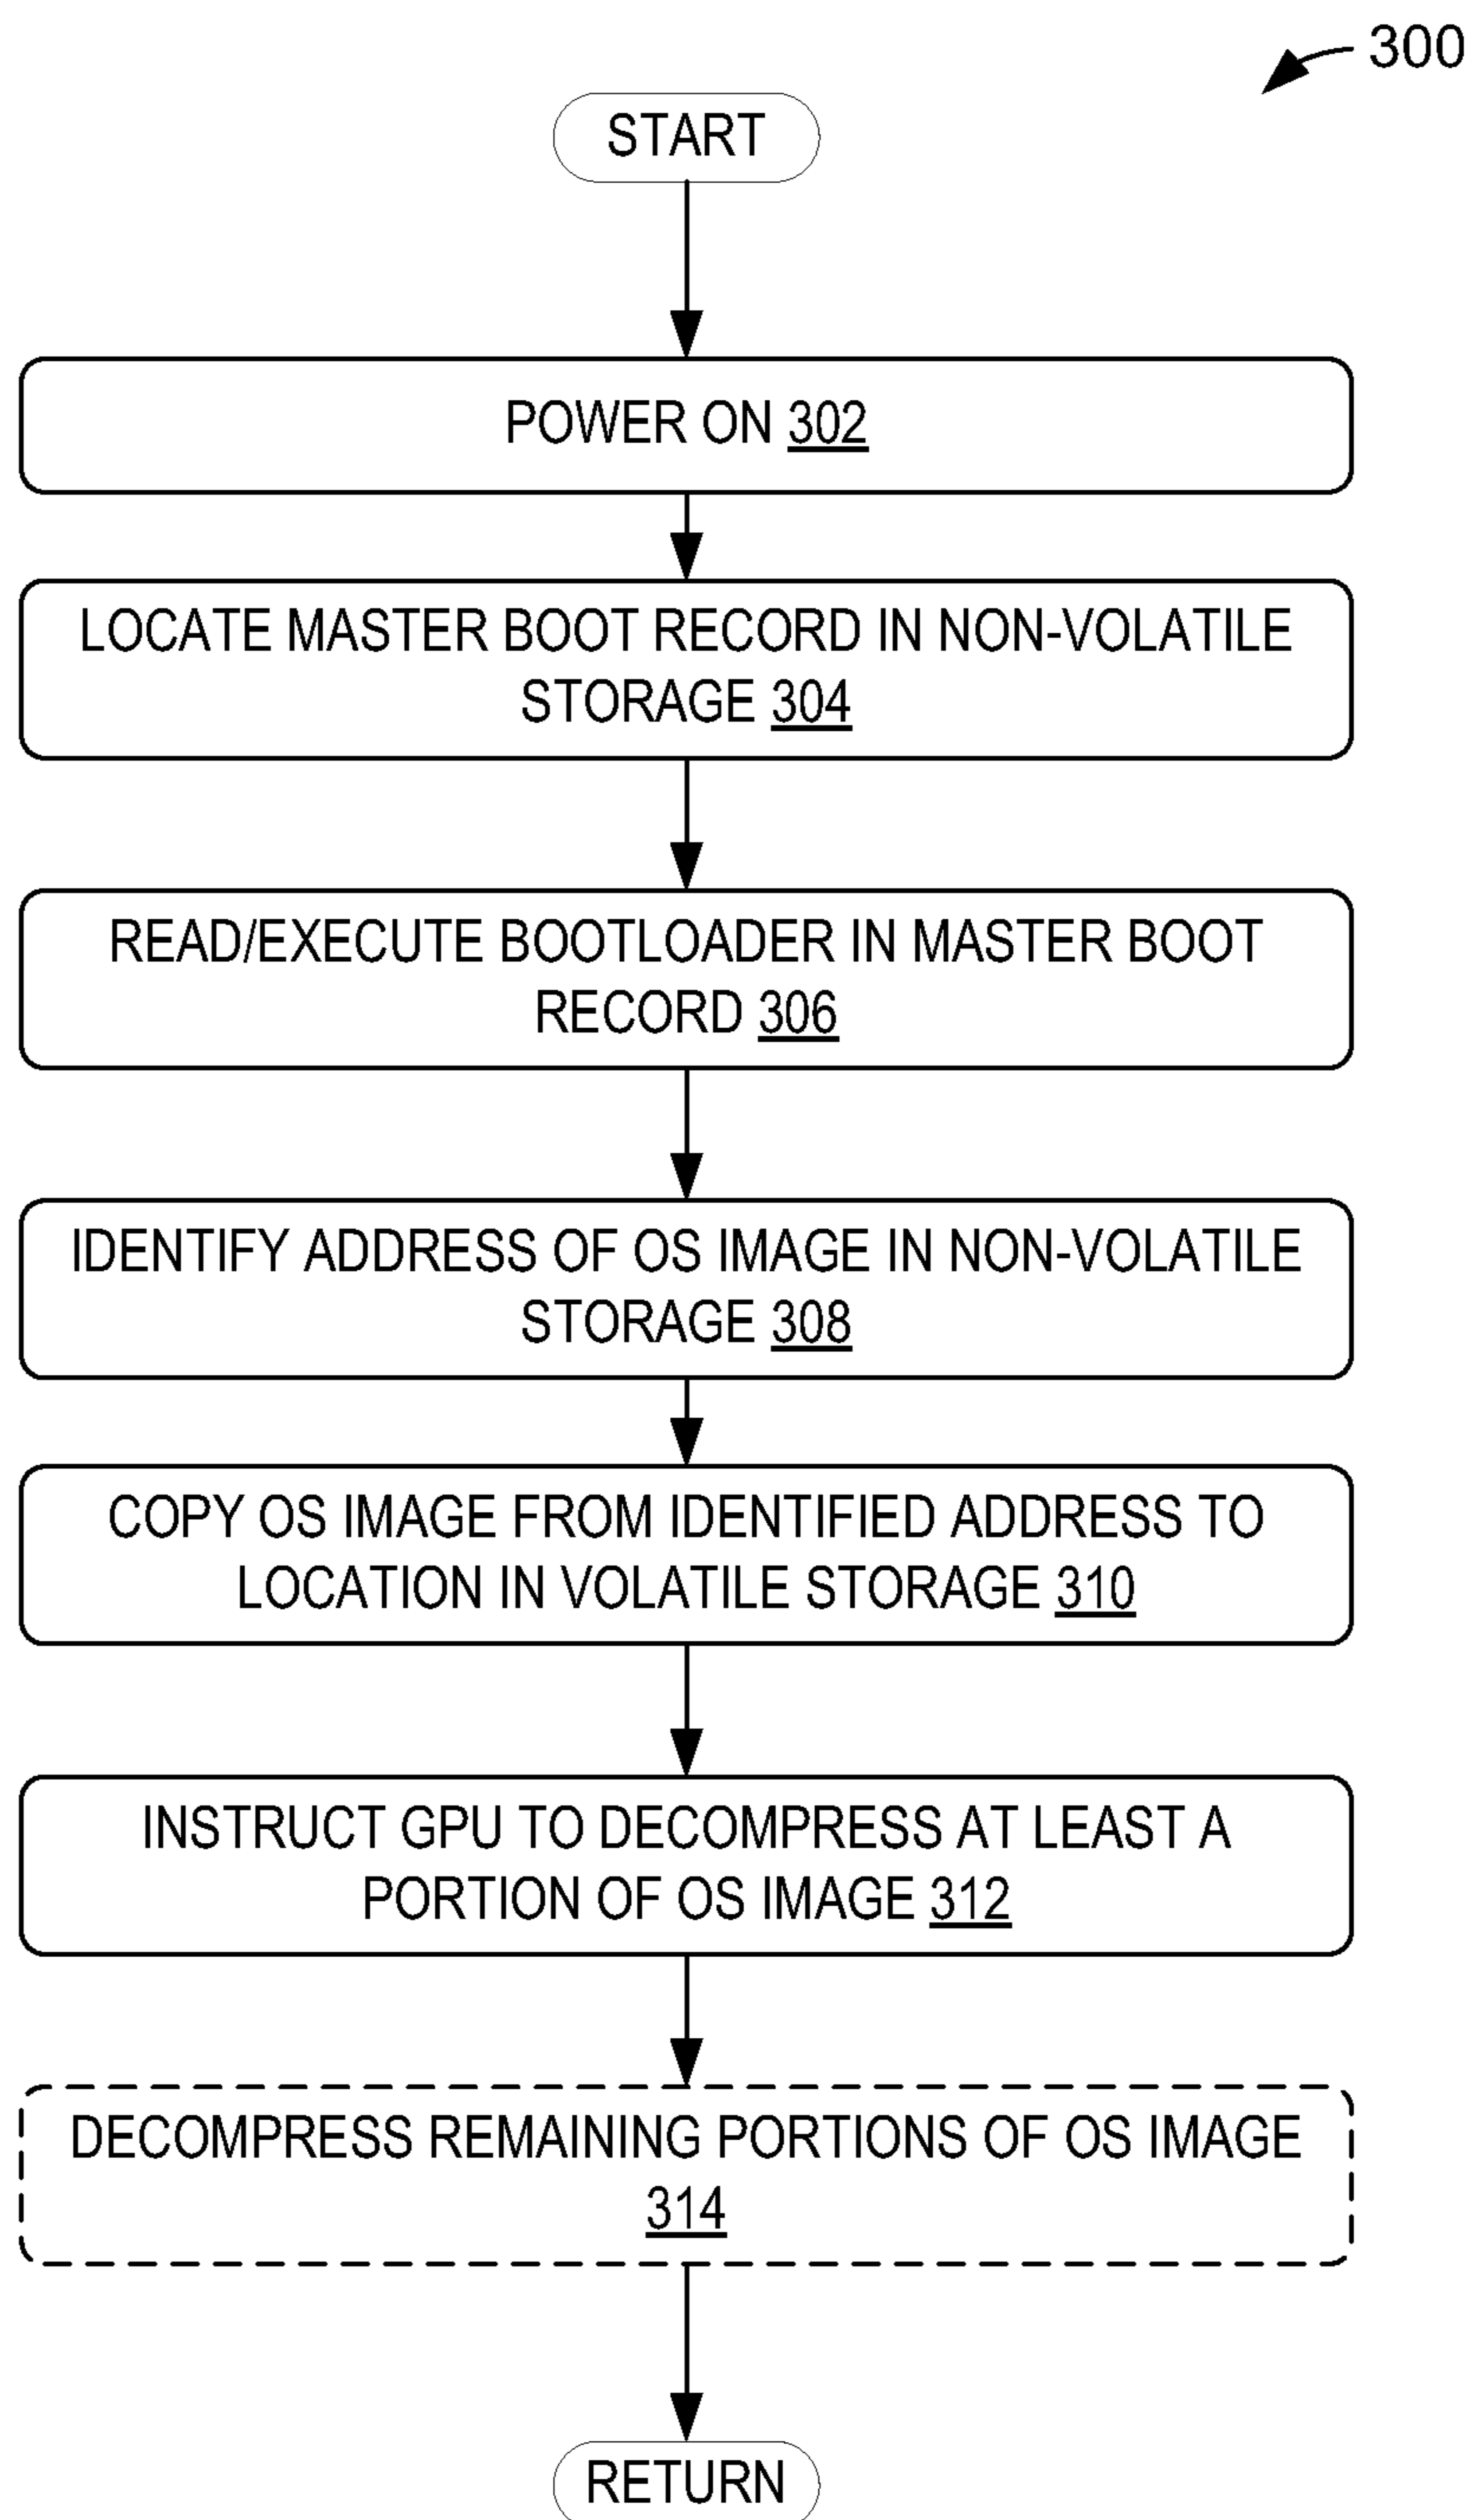 300
START
POWER ON 302
LOCATE MASTER BOOT RECORD IN NON-VOLATILE
STORAGE 304
READ/EXECUTE BOOTLOADER IN MASTER BOOT
RECORD 306
IDENTIFY ADDRESS OF OS IMAGE IN NON-VOLATILE
STORAGE 308
COPY OS IMAGE FROM IDENTIFIED ADDRESS TO
LOCATION IN VOLATILE STORAGE 310
INSTRUCT GPU TO DECOMPRESS AT LEAST A
PORTION OF OS IMAGE 312
DECOMPRESS REMAINING PORTIONS OF OS IMAGE
314
RETURN